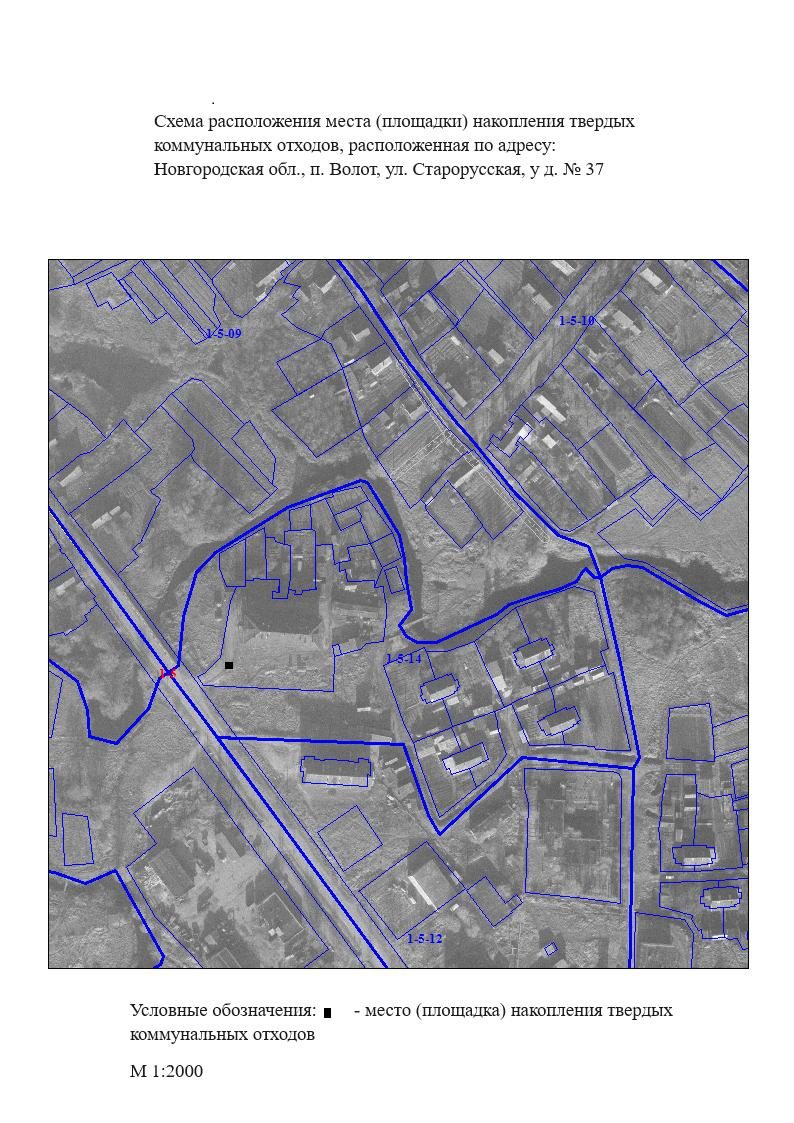 .
Схема расположения места (площадки) накопления твердых
коммунальных отходов, расположенная по адресу:
Новгородская обл., п. Волот, ул. Старорусская, у д. № 37
1-5-10
1-5-09
1-5-14
1-5
1-5-12
Условные обозначения: - место (площадка) накопления твердых
коммунальных отходов
М 1:2000